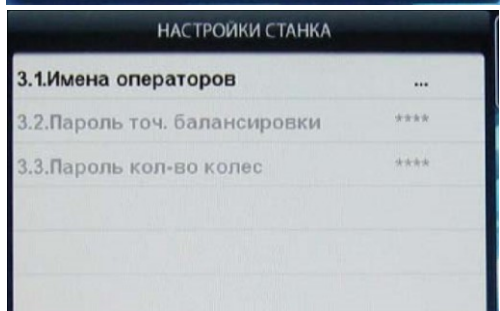 НАСТРОЙКИ СТАНКА
3.1.Имена операторов ...
3.2.Пароль точ. балансировки ****
3.3.Пароль кол-во колес ****